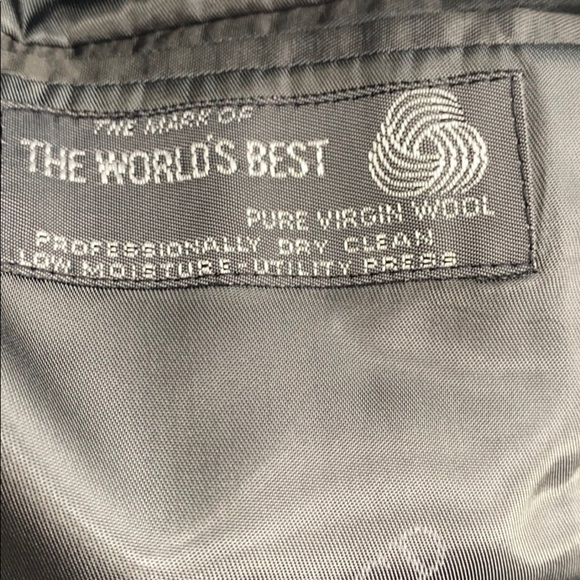 THE MARK OF
THE WORLD'S BEST
PURE VIRGIN WOOL
PROFESSIONALLY DRY CLEAN
LOW MOISTURE-UTILITY PRESS